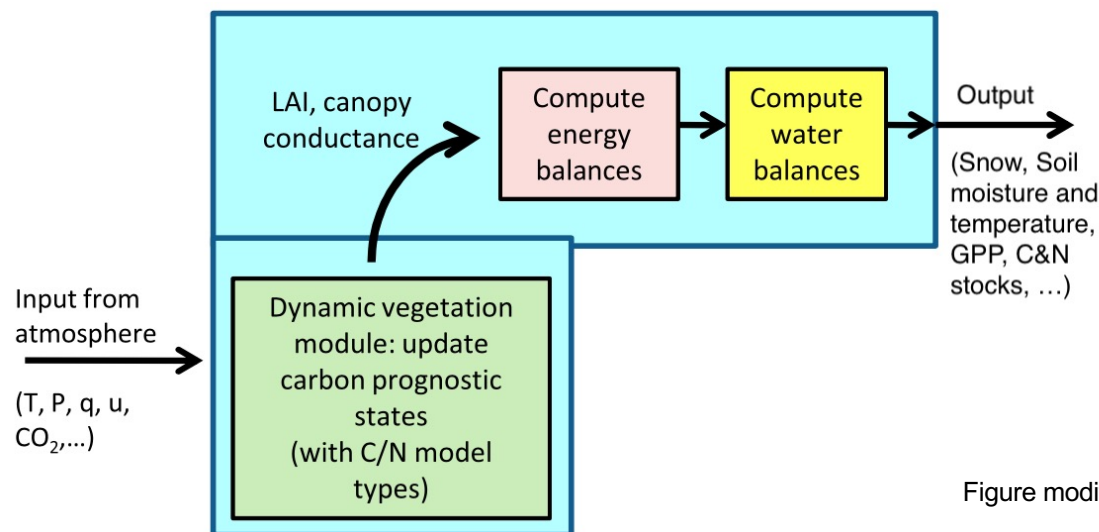 LAI, canopy
conductance
Compute
energy
balances
Compute
water
balances
Output
(Snow, Soil
moisture and
temperature,
GPP, C&N
stocks, …)
Input from
atmosphere
(T, P, q, u,
CO₂,…)
Dynamic vegetation
module: update
carbon prognostic
states
(with C/N model
types)
Figure modi